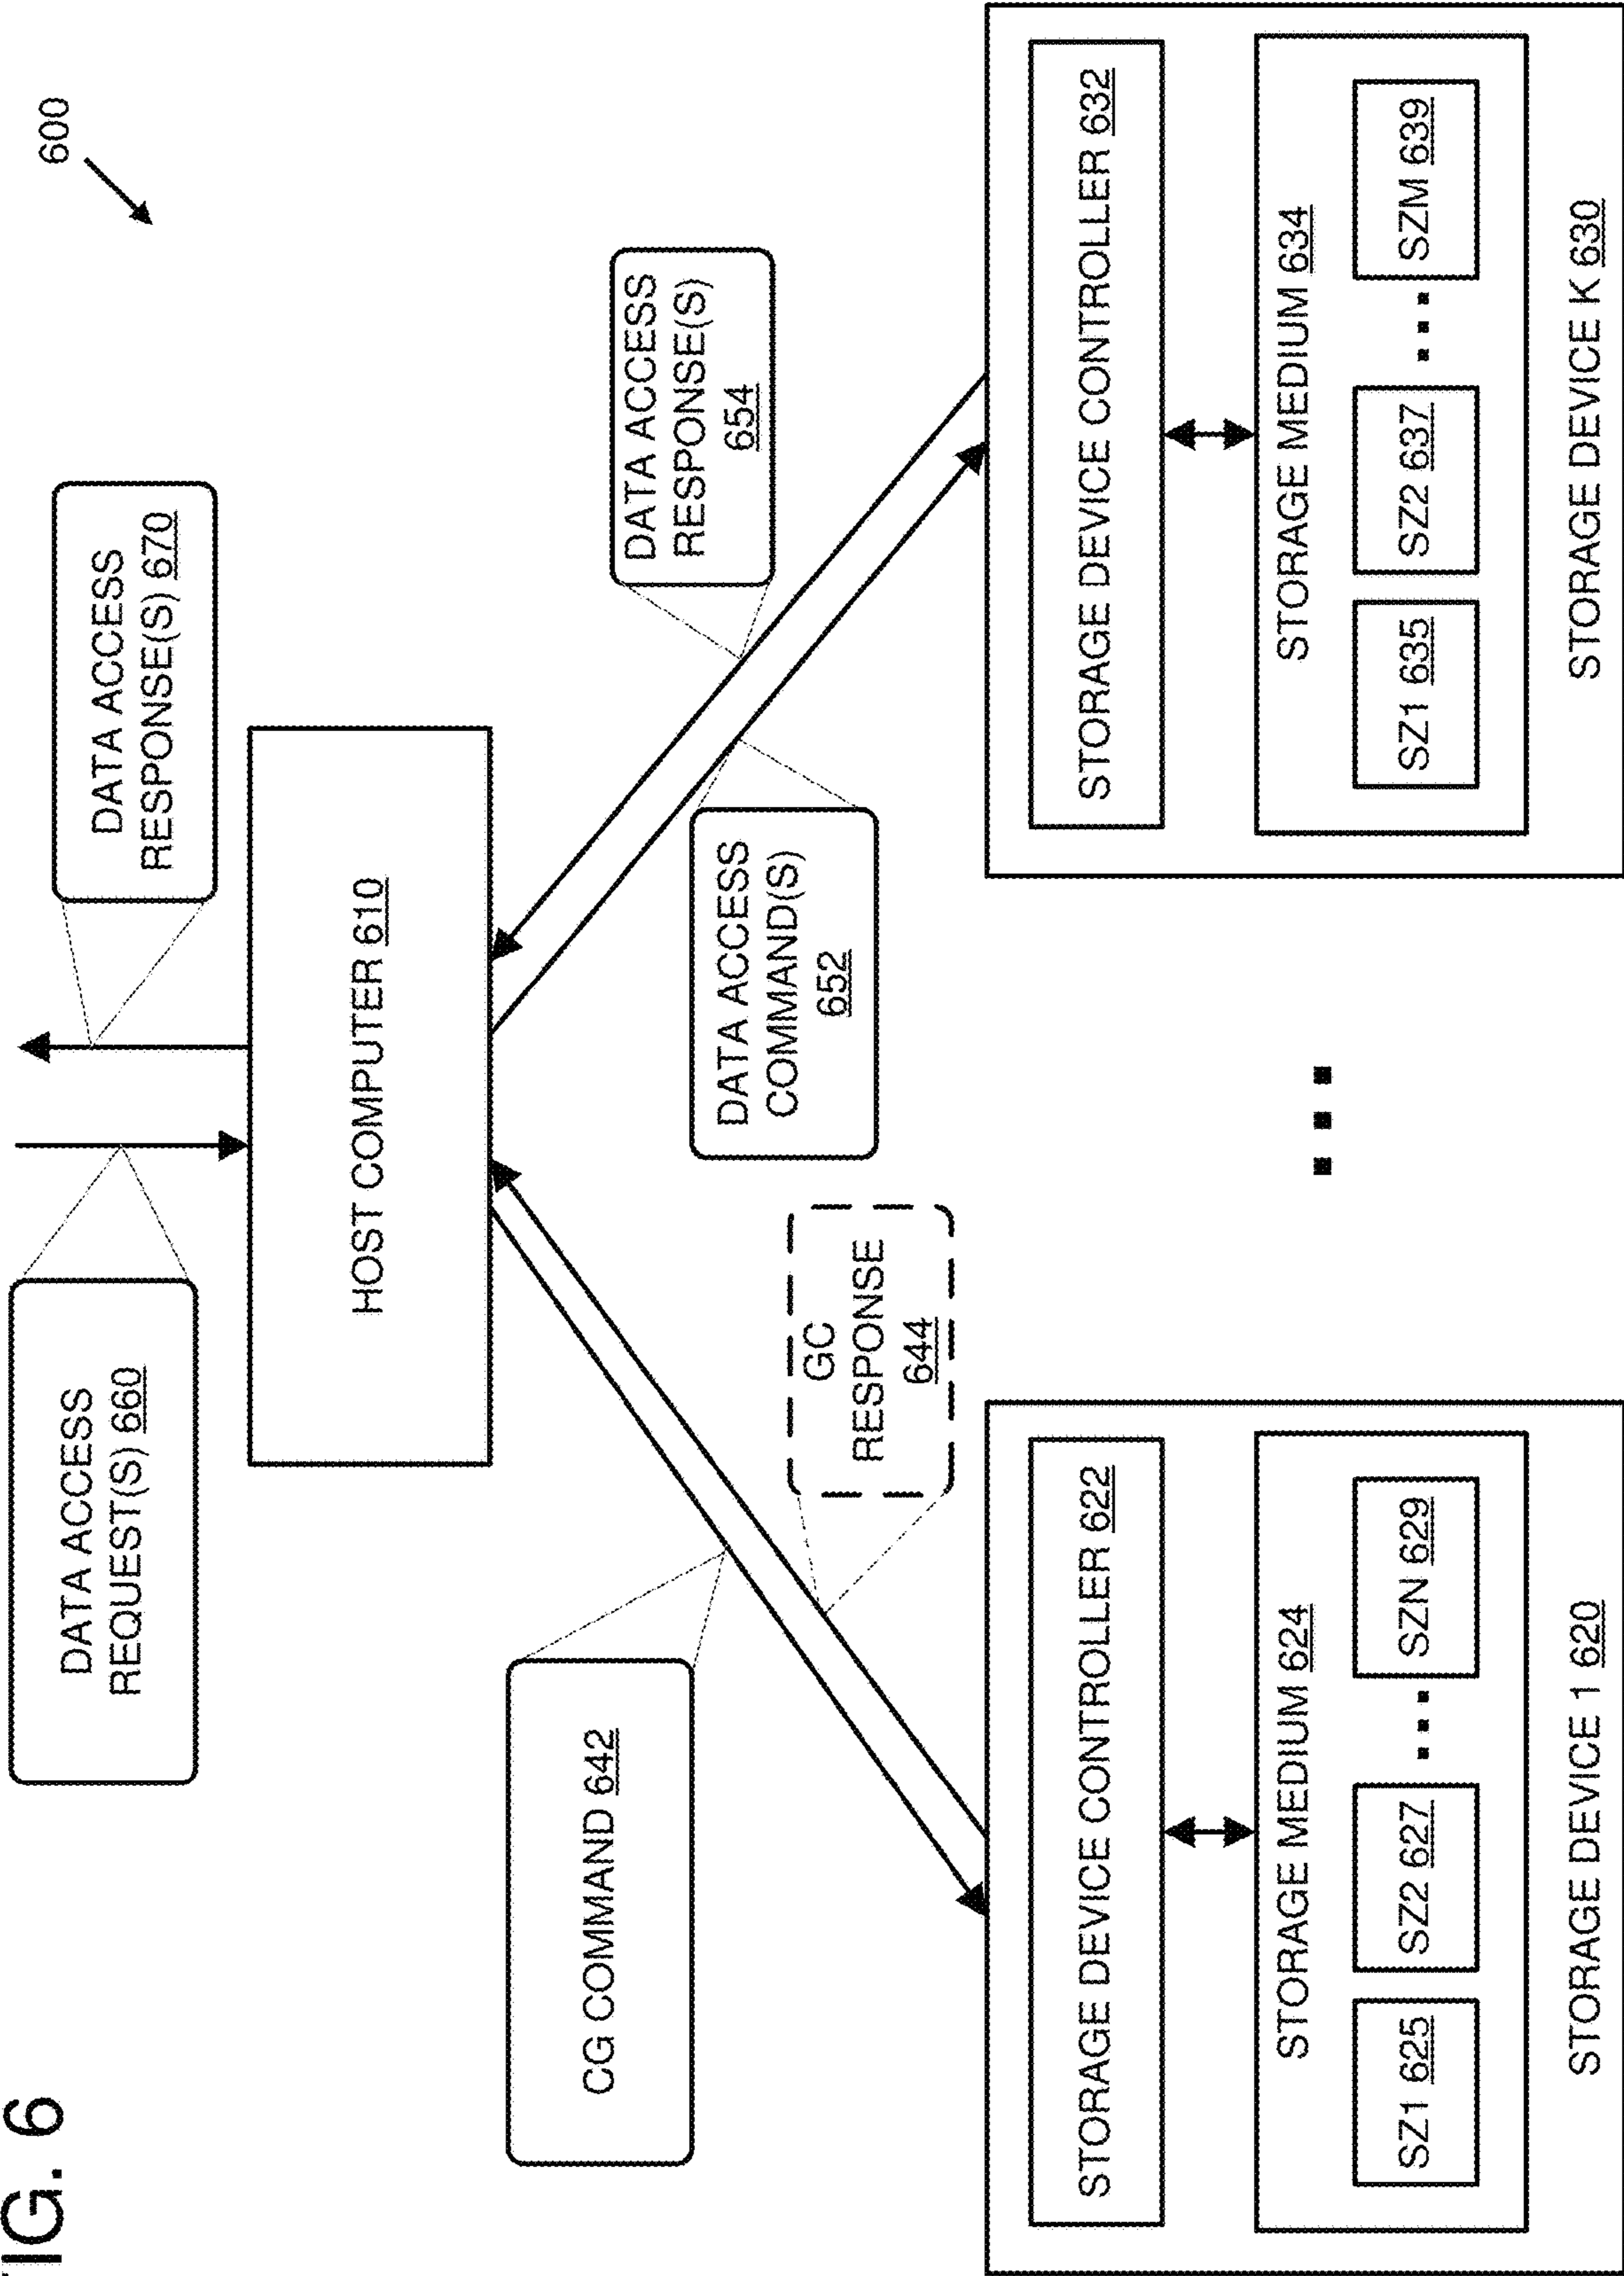 FIG. 6
600
DATA ACCESS
REQUEST(S) 660
DATA ACCESS
RESPONSE(S) 670
HOST COMPUTER 610
CG COMMAND 642
GC
RESPONSE
644
DATA ACCESS
COMMAND(S)
652
DATA ACCESS
RESPONSE(S)
654
STORAGE DEVICE CONTROLLER 622
STORAGE MEDIUM 624
SZ1 625
SZ2 627
SZN 629
STORAGE DEVICE 1 620
STORAGE DEVICE CONTROLLER 632
STORAGE MEDIUM 634
SZ1 635
SZ2 637
SZM 639
STORAGE DEVICE K 630